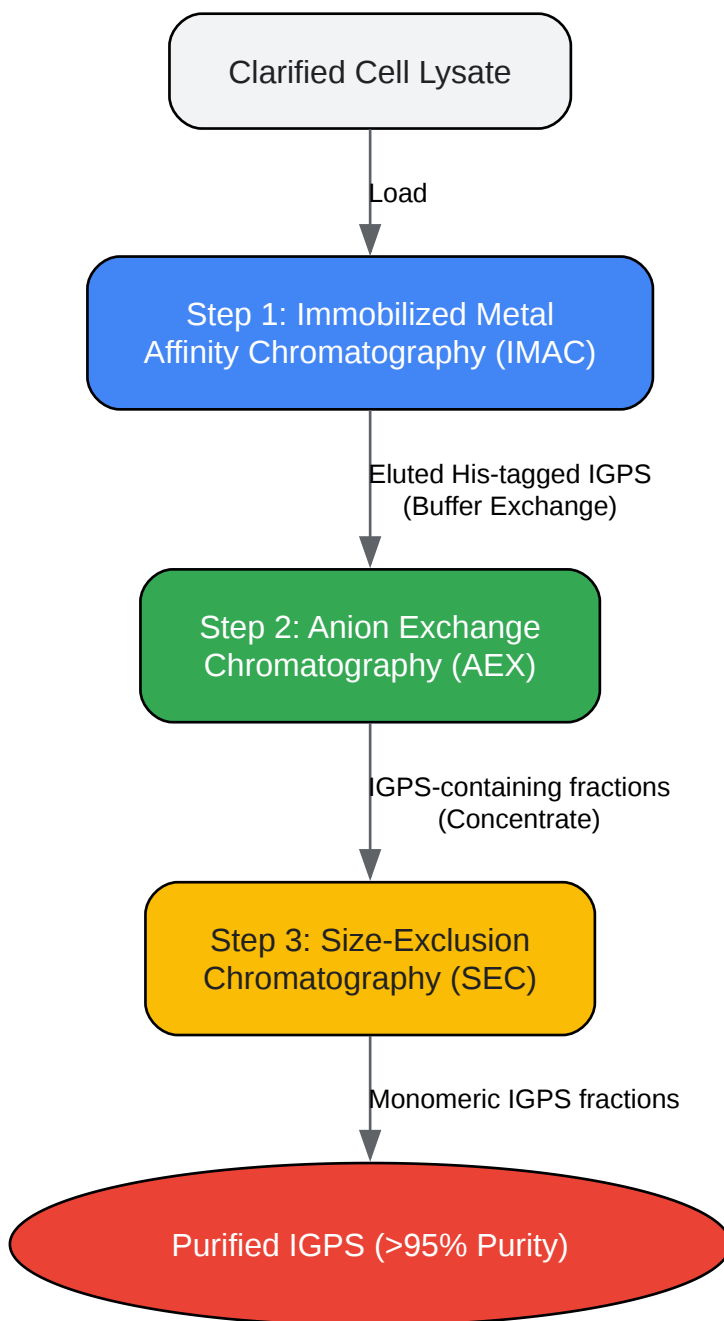 Clarified Cell Lysate
Load
Step 1: Immobilized Metal
Affinity Chromatography (IMAC)
Eluted His-tagged IGPS
(Buffer Exchange)
Step 2: Anion Exchange
Chromatography (AEX)
IGPS-containing fractions
(Concentrate)
Step 3: Size-Exclusion
Chromatography (SEC)
Monomeric IGPS fractions
Purified IGPS (>95% Purity)